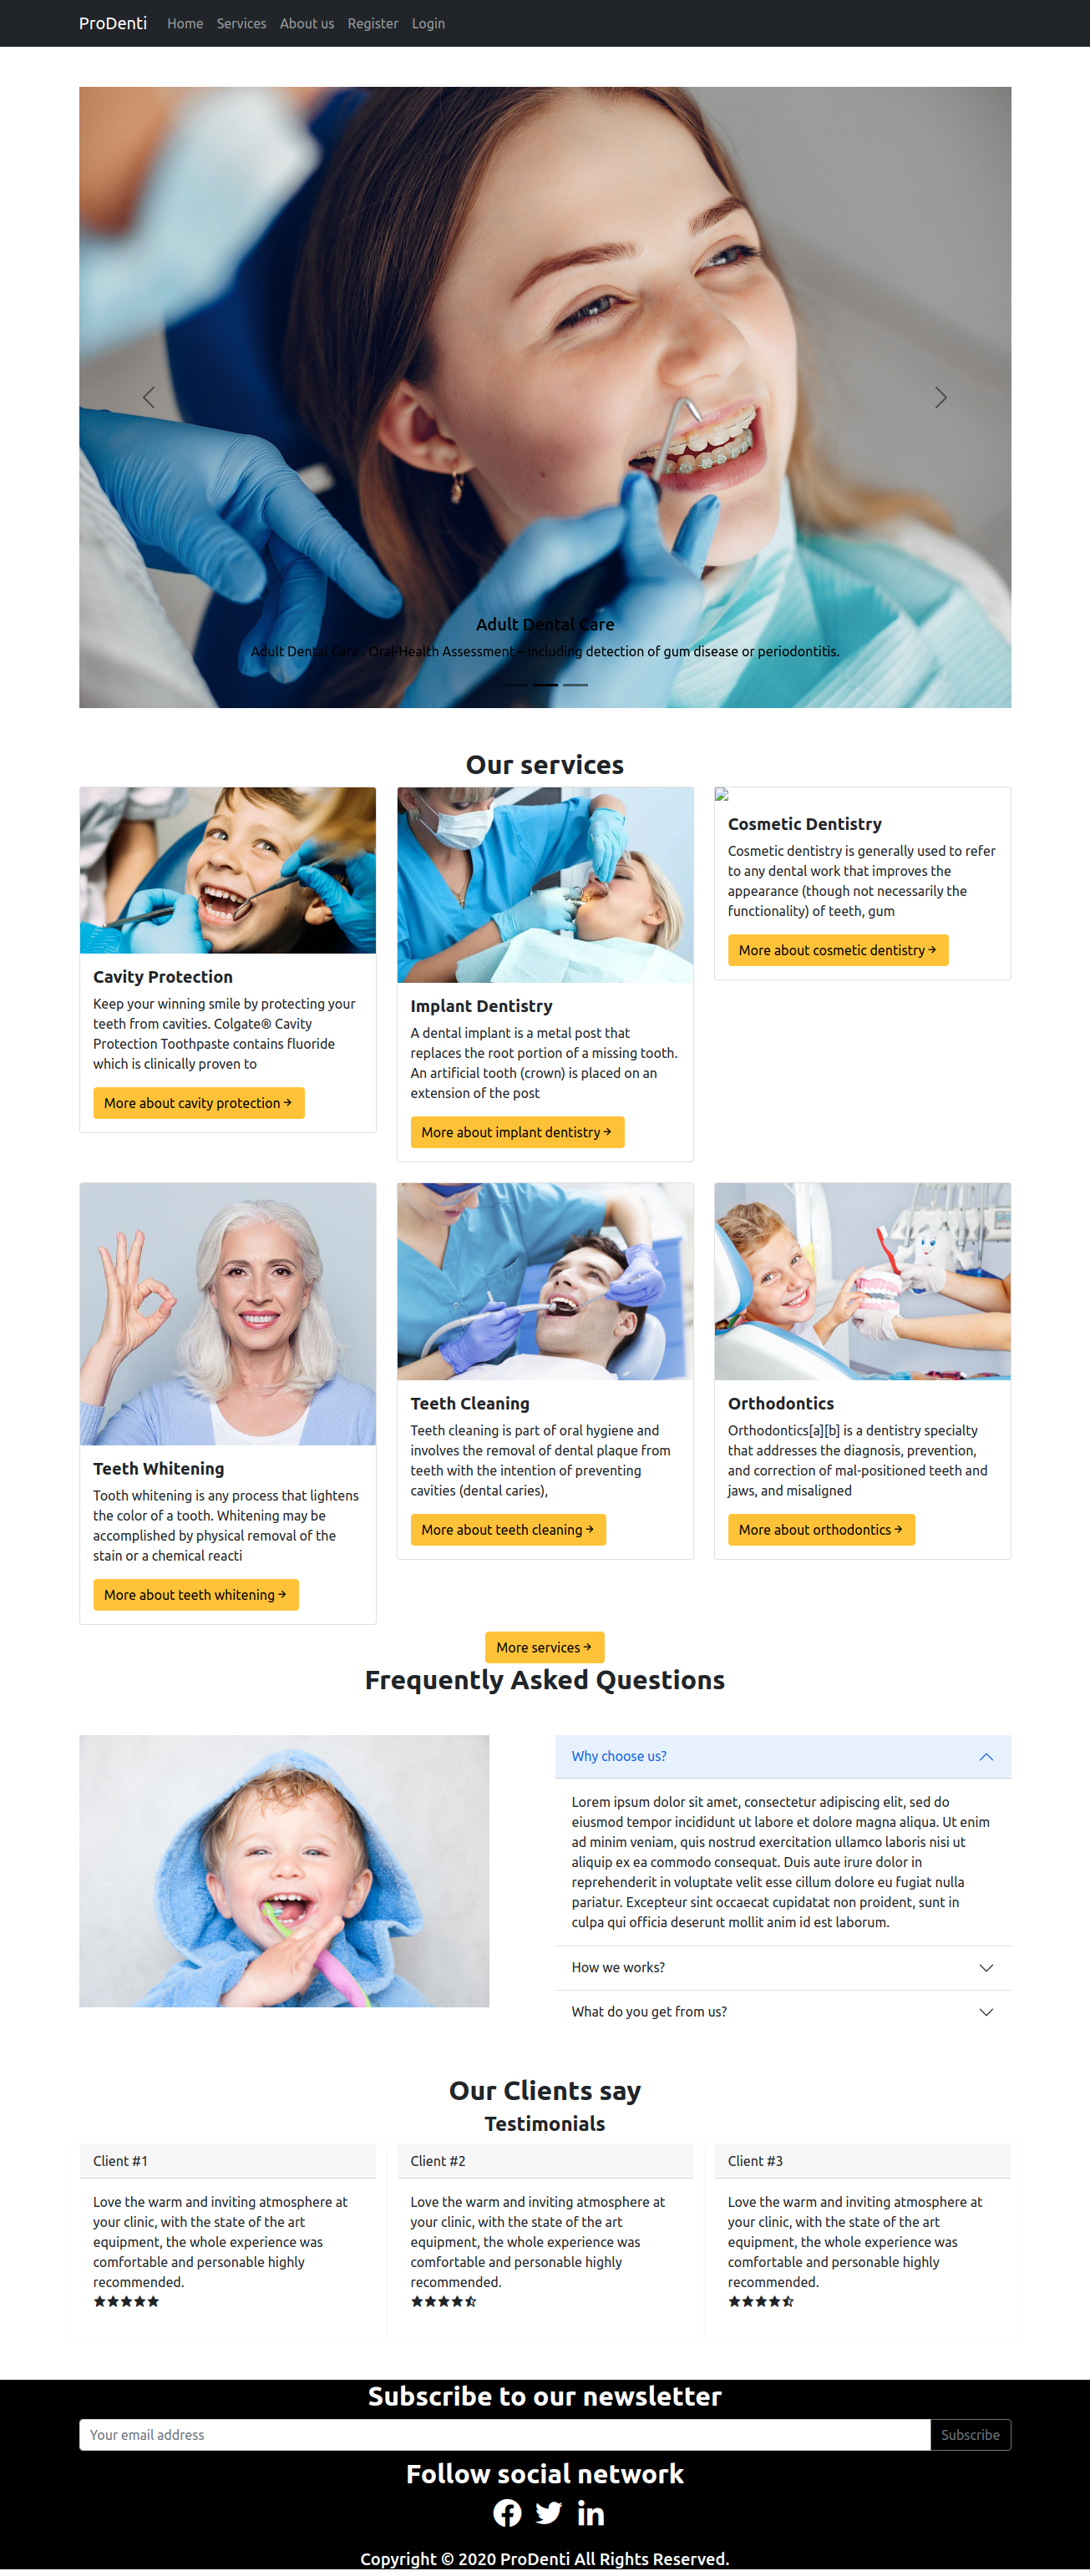 ProDenti Home Services About us Register Login
Adult Dental Care
Adult Dental Care . Oral-Health Assessment – including detection of gum disease or periodontitis.
Our services
Cavity Protection
Keep your winning smile by protecting your
teeth from cavities. Colgate® Cavity
Protection Toothpaste contains fluoride
which is clinically proven to
More about cavity protection →
Implant Dentistry
A dental implant is a metal post that
replaces the root portion of a missing tooth.
An artificial tooth (crown) is placed on an
extension of the post
More about implant dentistry →
Cosmetic Dentistry
Cosmetic dentistry is generally used to refer
to any dental work that improves the
appearance (though not necessarily the
functionality) of teeth, gum
More about cosmetic dentistry →
Teeth Whitening
Tooth whitening is any process that lightens
the color of a tooth. Whitening may be
accomplished by physical removal of the
stain or a chemical reacti
More about teeth whitening →
Teeth Cleaning
Teeth cleaning is part of oral hygiene and
involves the removal of dental plaque from
teeth with the intention of preventing
cavities (dental caries),
More about teeth cleaning →
Orthodontics
Orthodontics[a][b] is a dentistry specialty
that addresses the diagnosis, prevention,
and correction of mal-positioned teeth and
jaws, and misaligned
More about orthodontics →
More services →
Frequently Asked Questions
Why choose us?
Lorem ipsum dolor sit amet, consectetur adipiscing elit, sed do
eiusmod tempor incididunt ut labore et dolore magna aliqua. Ut enim
ad minim veniam, quis nostrud exercitation ullamco laboris nisi ut
aliquip ex ea commodo consequat. Duis aute irure dolor in
reprehenderit in voluptate velit esse cillum dolore eu fugiat nulla
pariatur. Excepteur sint occaecat cupidatat non proident, sunt in
culpa qui officia deserunt mollit anim id est laborum.
How we works?
What do you get from us?
Our Clients say
Testimonials
Client #1
Love the warm and inviting atmosphere at
your clinic, with the state of the art
equipment, the whole experience was
comfortable and personable highly
recommended.
Client #2
Love the warm and inviting atmosphere at
your clinic, with the state of the art
equipment, the whole experience was
comfortable and personable highly
recommended.
Client #3
Love the warm and inviting atmosphere at
your clinic, with the state of the art
equipment, the whole experience was
comfortable and personable highly
recommended.
Subscribe to our newsletter
Your email address Subscribe
Follow social network
Copyright © 2020 ProDenti All Rights Reserved.